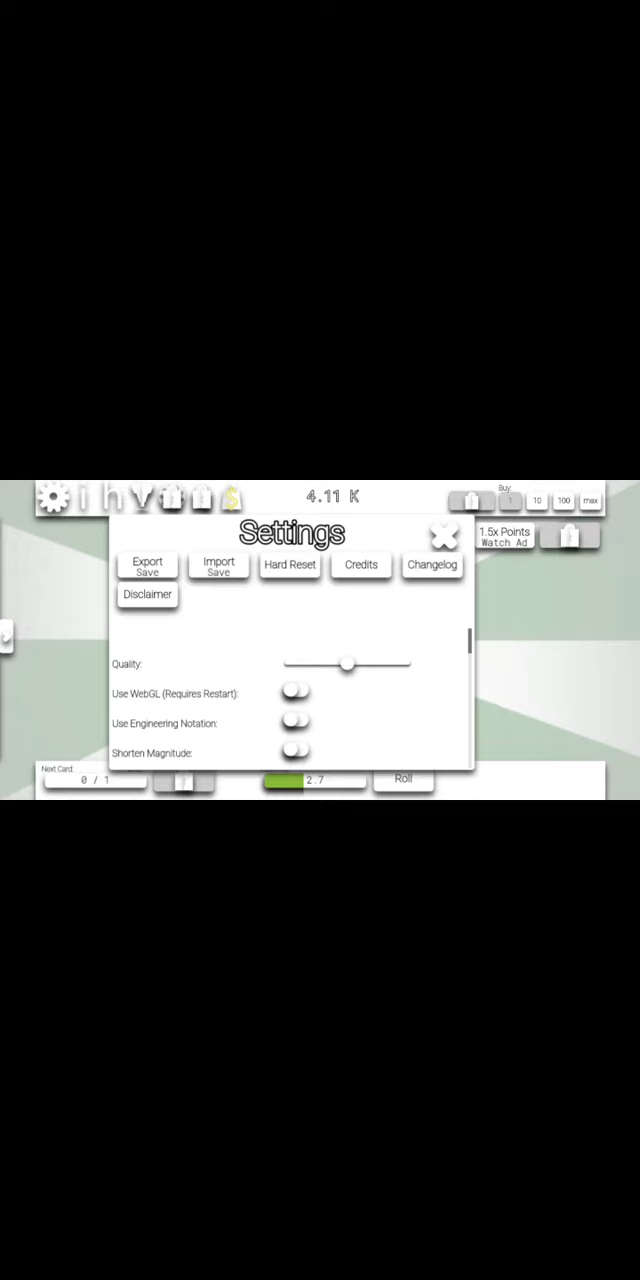 4.11 K
Buy:
1
10
100
max
Settings
1.5x Points
Watch Ad
Export
Save
Import
Save
Hard Reset
Credits
Changelog
Disclaimer
Quality:
Use WebGL (Requires Restart):
Use Engineering Notation:
Shorten Magnitude:
Next Card:
0 / 1
2.7
Roll